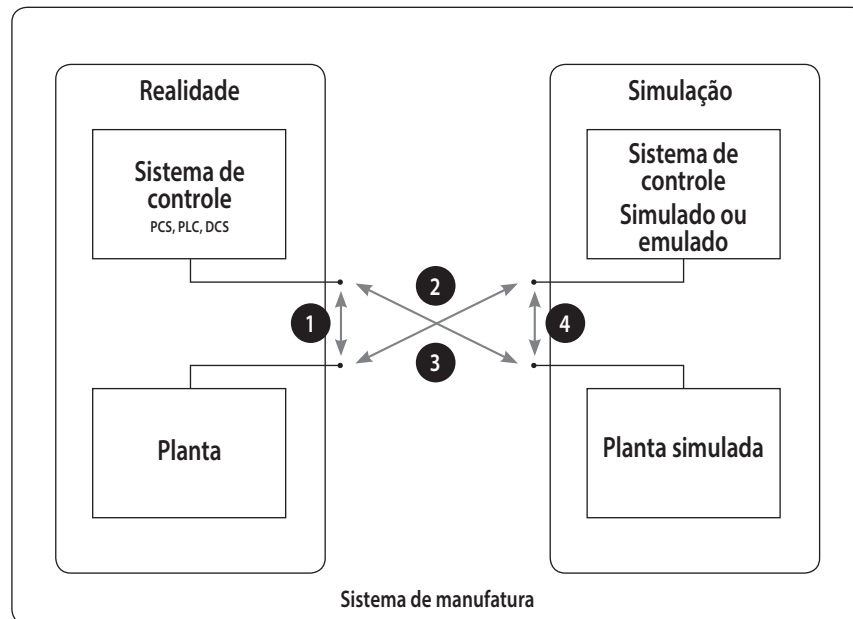 Realidade
Sistema de
controle
PCS, PLC, DCS
Planta
1
2
3
4
Simulação
Sistema de
controle
Simulado ou
emulado
Planta simulada
Sistema de manufatura